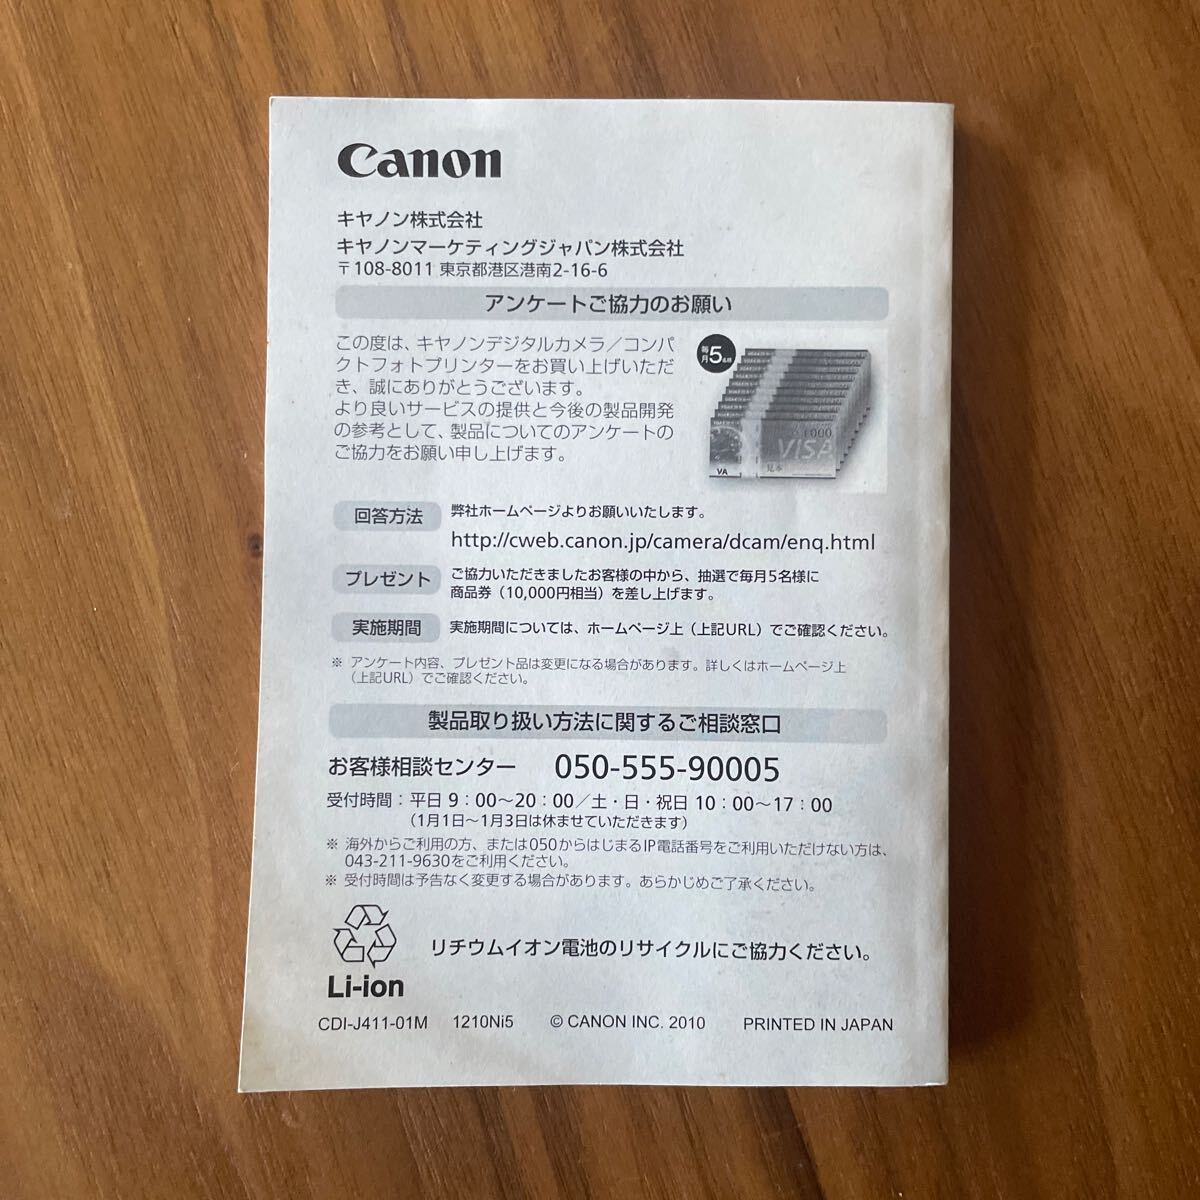 Canon
キヤノン株式会社
キヤノンマーケティングジャパン株式会社
〒108-8011 東京都港区港南2-16-6
アンケートご協力のお願い
この度は、キヤノンデジタルカメラ／コンパ
クトフォトプリンターをお買い上げいただ
き、誠にありがとうございます。
より良いサービスの提供と今後の製品開発
の参考として、製品についてのアンケートの
ご協力をお願い申し上げます。
毎月5名様
VISA
VA
見本
回答方法
弊社ホームページよりお願いいたします。
http://cweb.canon.jp/camera/dcam/enq.html
プレゼント
ご協力いただきましたお客様の中から、抽選で毎月5名様に
商品券（10,000円相当）を差し上げます。
実施期間
実施期間については、ホームページ上（上記URL）でご確認ください。
※ アンケート内容、プレゼント品は変更になる場合があります。詳しくはホームページ上
（上記URL）でご確認ください。
製品取り扱い方法に関するご相談窓口
お客様相談センター 050-555-90005
受付時間：平日 9：00～20：00／土・日・祝日 10：00～17：00
（1月1日～1月3日は休ませていただきます）
※ 海外からご利用の方、または050からはじまるIP電話番号をご利用いただけない方は、
043-211-9630をご利用ください。
※ 受付時間は予告なく変更する場合があります。あらかじめご了承ください。
リチウムイオン電池のリサイクルにご協力ください。
Li-ion
CDI-J411-01M 1210Ni5 © CANON INC. 2010 PRINTED IN JAPAN